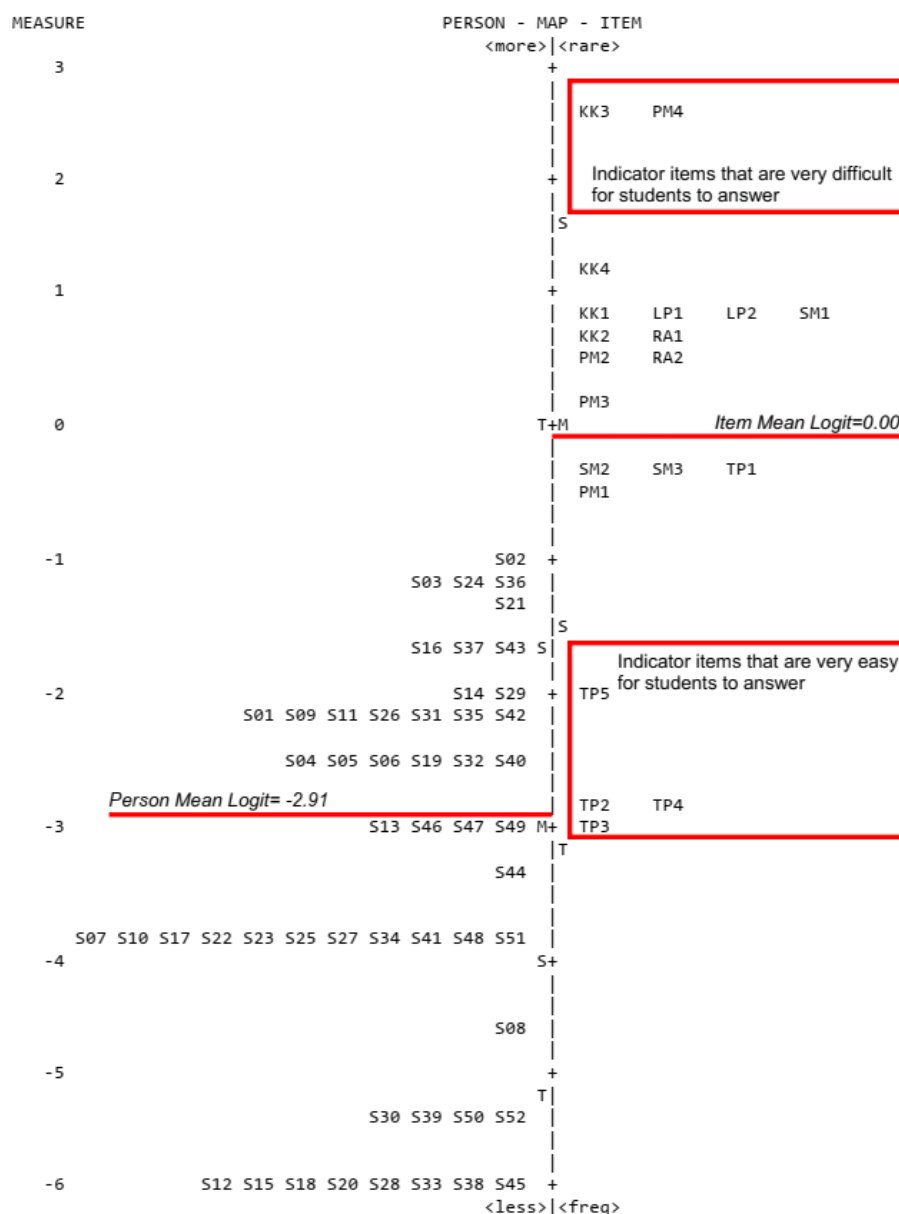 MEASURE PERSON - MAP - ITEM
<more>|<rare>
3 +
|
| KK3 PM4
|
|
2 + Indicator items that are very difficult
| for students to answer
|S
|
| KK4
1 +
| KK1 LP1 LP2 SM1
| KK2 RA1
| PM2 RA2
|
| PM3
0 T+M Item Mean Logit=0.00
|
| SM2 SM3 TP1
| PM1
|
|
-1 S02 +
S03 S24 S36 |
S21 |
|S
S16 S37 S43 S| Indicator items that are very easy
for students to answer
-2 S14 S29 + TP5
S01 S09 S11 S26 S31 S35 S42 |
|
S04 S05 S06 S19 S32 S40 |
|
Person Mean Logit= -2.91 | TP2 TP4
-3 S13 S46 S47 S49 M+ TP3
|T
S44 |
|
|
S07 S10 S17 S22 S23 S25 S27 S34 S41 S48 S51 |
-4 S+
|
|
S08 |
|
-5 +
T|
S30 S39 S50 S52 |
|
|
-6 S12 S15 S18 S20 S28 S33 S38 S45 +
<less>|<freq>